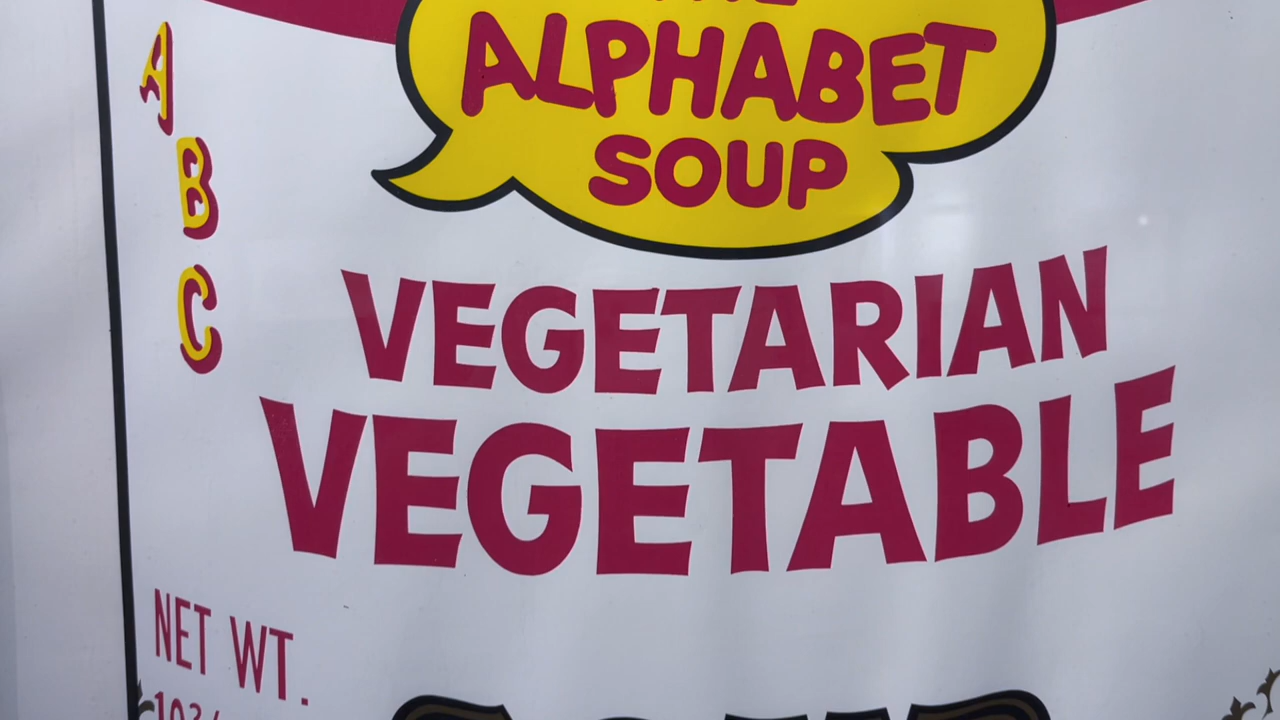 ALPHABET
SOUP
A
B
C
VEGETARIAN
VEGETABLE
NET WT.